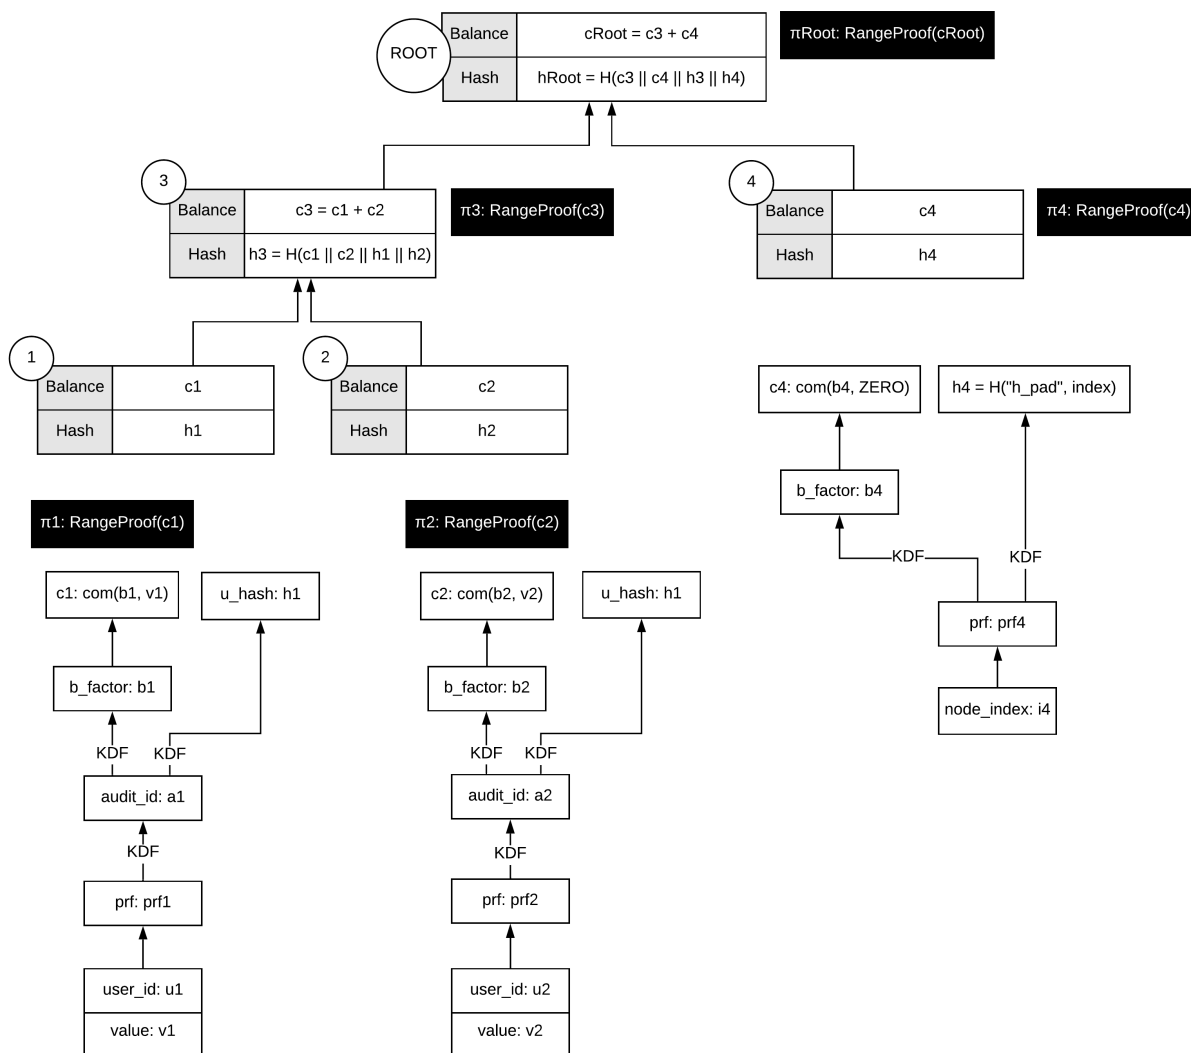 ROOT
Balance
cRoot = c3 + c4
Hash
hRoot = H(c3 || c4 || h3 || h4)
πRoot: RangeProof(cRoot)
3
Balance
c3 = c1 + c2
Hash
h3 = H(c1 || c2 || h1 || h2)
π3: RangeProof(c3)
4
Balance
c4
Hash
h4
π4: RangeProof(c4)
1
Balance
c1
Hash
h1
2
Balance
c2
Hash
h2
π1: RangeProof(c1)
c1: com(b1, v1)
u_hash: h1
b_factor: b1
KDF
KDF
audit_id: a1
KDF
prf: prf1
user_id: u1
value: v1
π2: RangeProof(c2)
c2: com(b2, v2)
u_hash: h1
b_factor: b2
KDF
KDF
audit_id: a2
KDF
prf: prf2
user_id: u2
value: v2
c4: com(b4, ZERO)
h4 = H("h_pad", index)
b_factor: b4
KDF
KDF
prf: prf4
node_index: i4